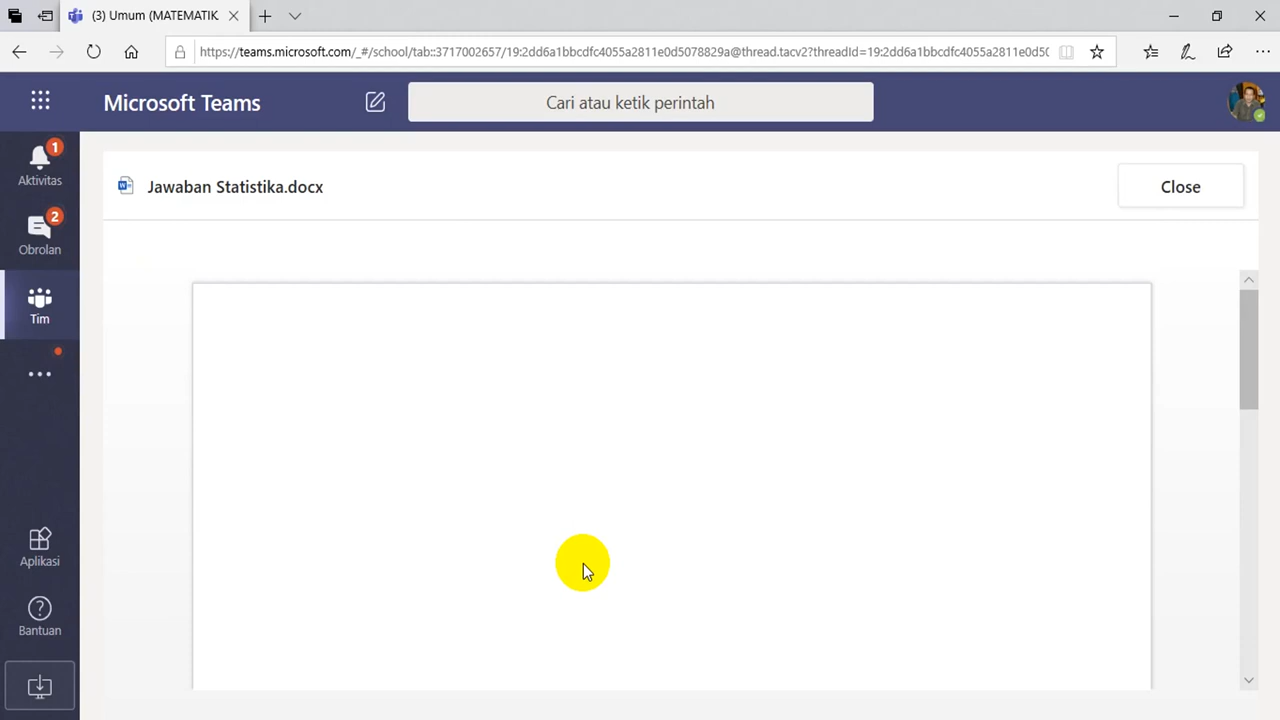 (3) Umum (MATEMATIK
https://teams.microsoft.com/_#/school/tab::3717002657/19:2dd6a1bbcdfc4055a2811e0d5078829a@thread.tacv2?threadId=19:2dd6a1bbcdfc4055a2811e0d50
Microsoft Teams
Cari atau ketik perintah
1
Aktivitas
2
Obrolan
Tim
Aplikasi
Bantuan
Jawaban Statistika.docx
Close